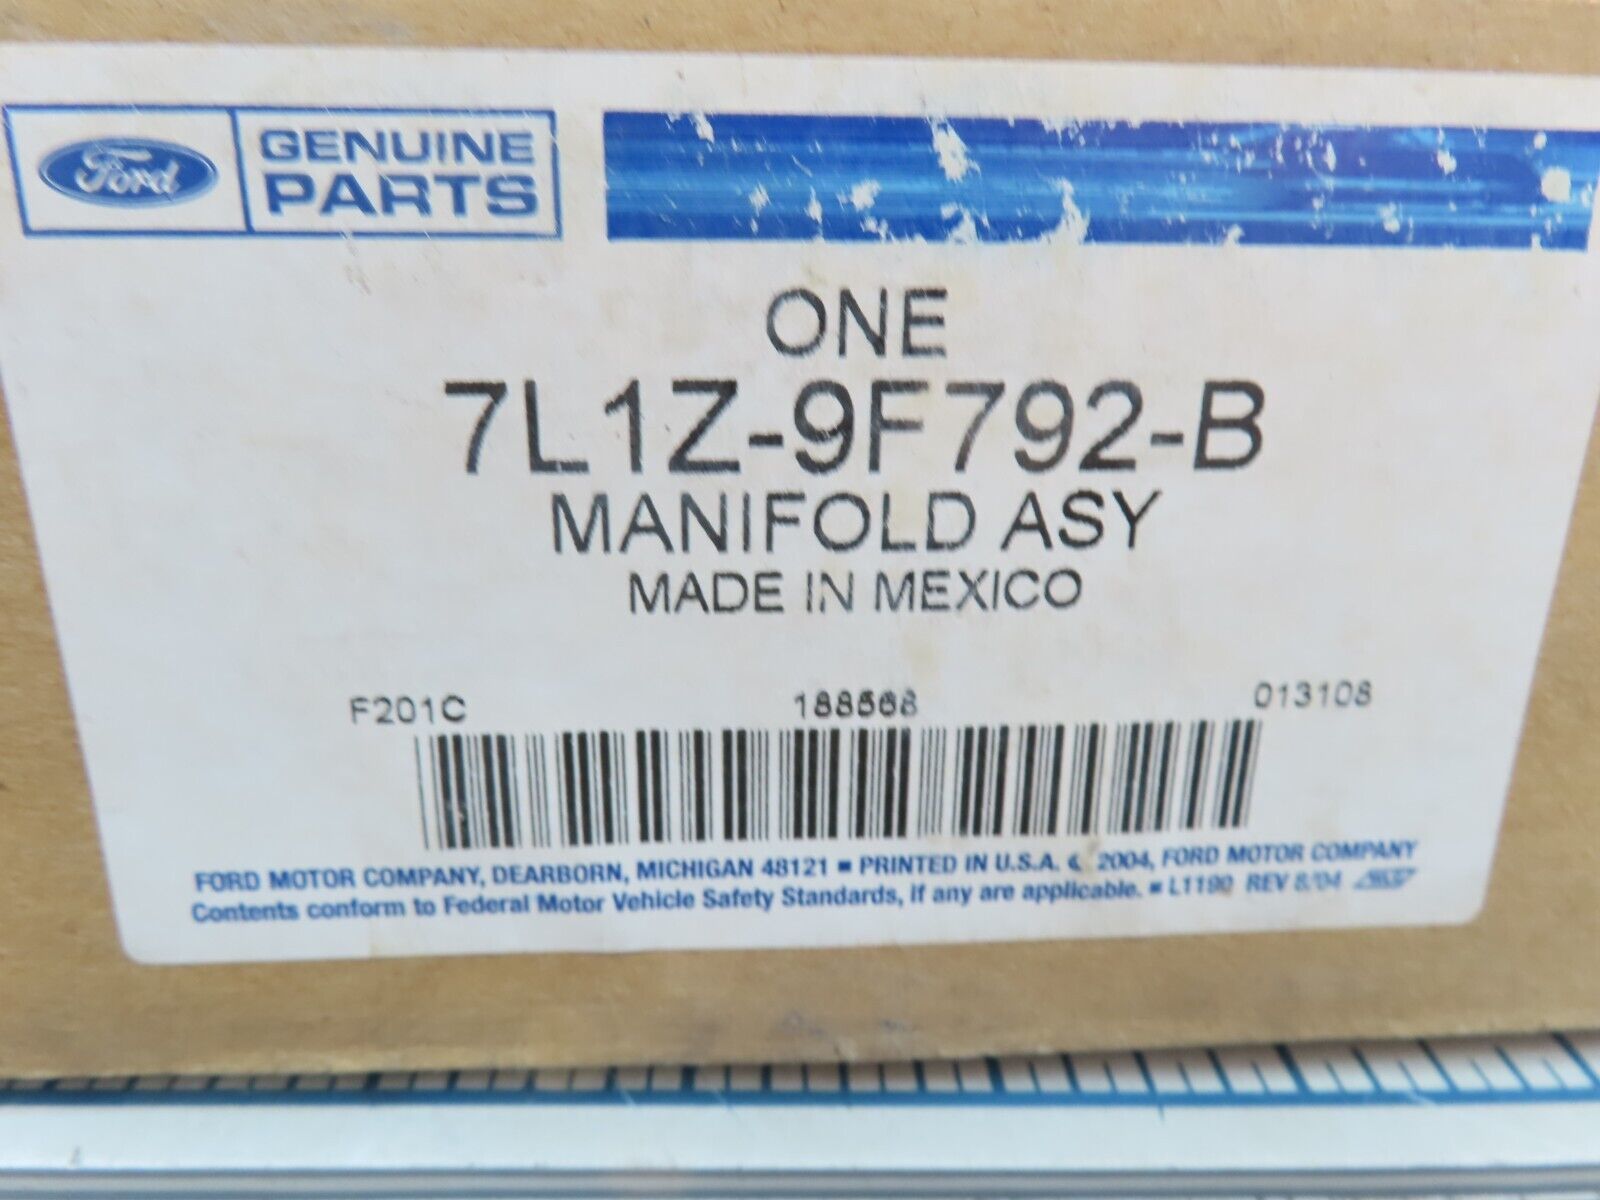 Ford GENUINE PARTS
ONE
7L1Z-9F792-B
MANIFOLD ASY
MADE IN MEXICO
F201C 188568 013108
FORD MOTOR COMPANY, DEARBORN, MICHIGAN 48121 ▪ PRINTED IN U.S.A. 2004, FORD MOTOR COMPANY
Contents conform to Federal Motor Vehicle Safety Standards, if any are applicable. ▪ L1190 REV 8/04